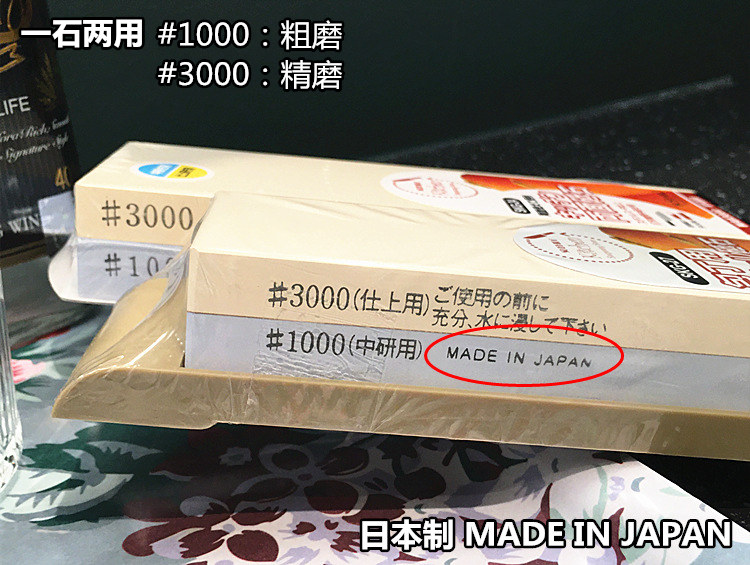 一石两用 #1000：粗磨
#3000：精磨
LIFE
#3000
#10
#3000(仕上用)ご使用の前に
充分、水に浸して下さい
#1000(中研用) MADE IN JAPAN
日本制 MADE IN JAPAN